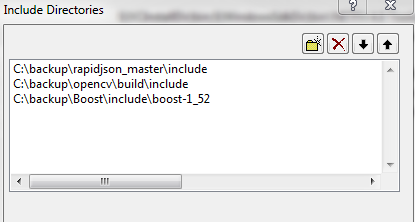 Include Directories
C:\backup\rapidjson_master\include
C:\backup\opencv\build\include
C:\backup\Boost\include\boost-1_52